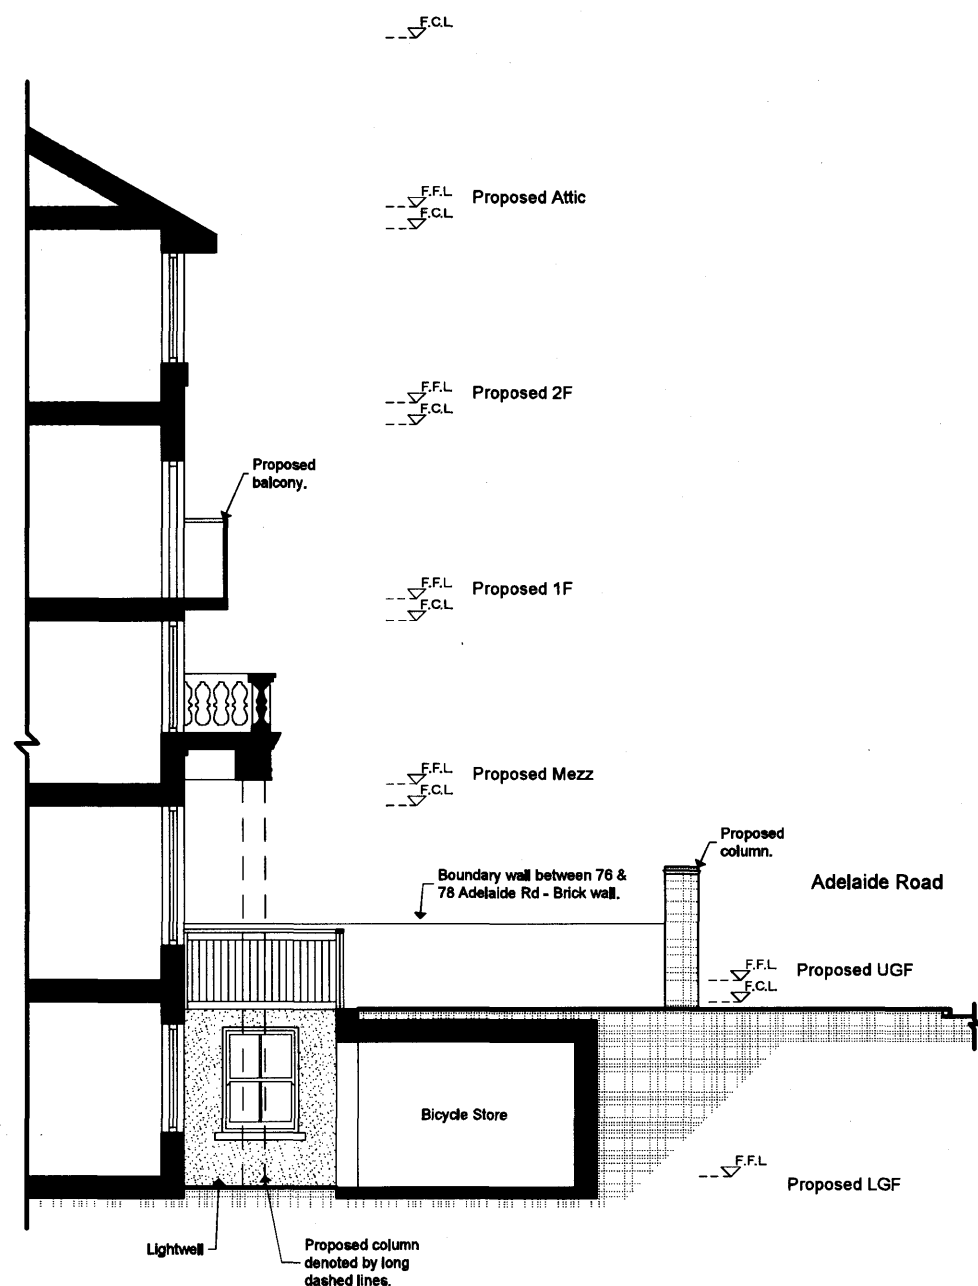 F.C.L.
F.F.L. Proposed Attic
F.C.L.
F.F.L. Proposed 2F
F.C.L.
Proposed
balcony.
F.F.L. Proposed 1F
F.C.L.
F.F.L. Proposed Mezz
F.C.L.
Proposed
column.
Boundary wall between 76 &
78 Adelaide Rd - Brick wall.
Adelaide Road
F.F.L. Proposed UGF
F.C.L.
Bicycle Store
F.F.L.
Proposed LGF
Lightwell
Proposed column
denoted by long
dashed lines.